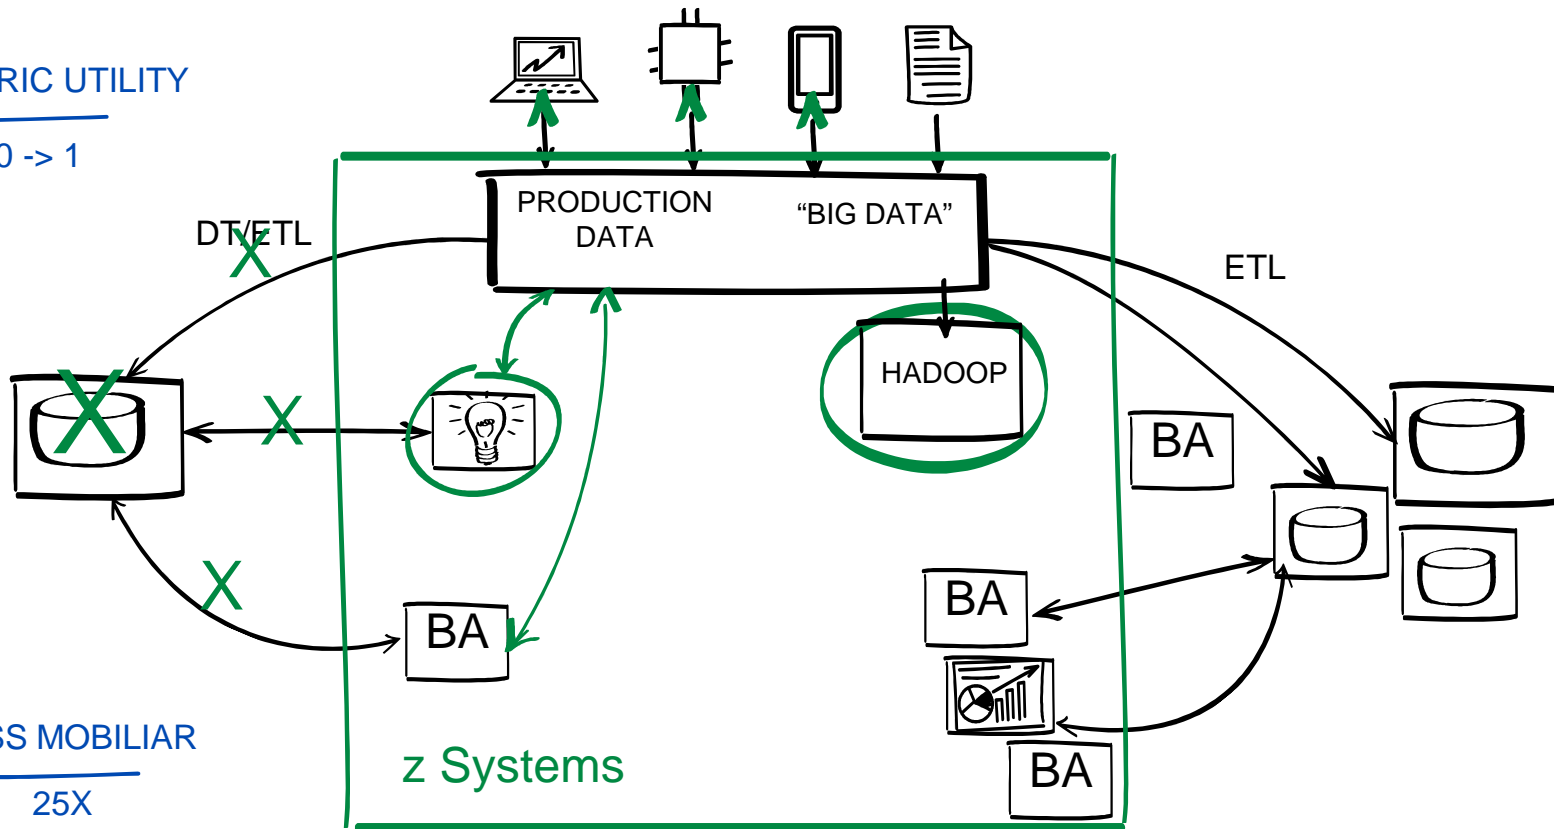 RIC UTILITY
0 -> 1
DT/ETL
X
PRODUCTION
DATA
“BIG DATA”
ETL
HADOOP
X
X
BA
X
BA
BA
SS MOBILIAR
25X
z Systems
BA